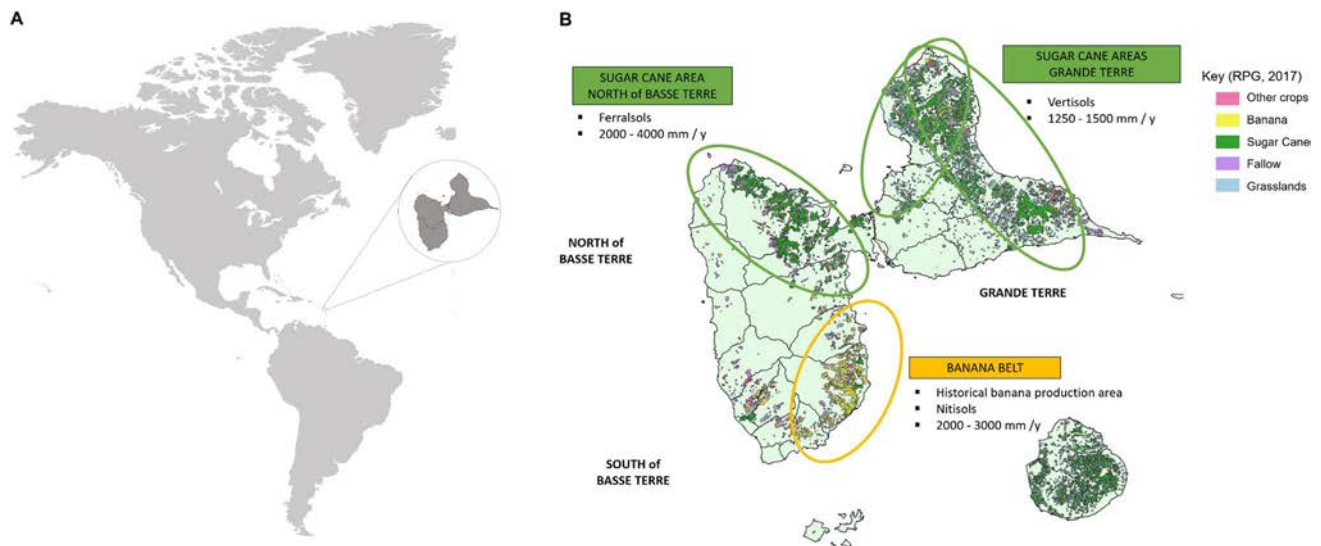 A
B
SUGAR CANE AREA
NORTH of BASSE TERRE
▪ Ferralsols
▪ 2000 - 4000 mm / y
SUGAR CANE AREAS
GRANDE TERRE
▪ Vertisols
▪ 1250 - 1500 mm / y
Key (RPG, 2017)
Other crops
Banana
Sugar Cane
Fallow
Grasslands
NORTH of
BASSE TERRE
GRANDE TERRE
BANANA BELT
▪ Historical banana production area
▪ Nitisols
▪ 2000 - 3000 mm /y
SOUTH of
BASSE TERRE